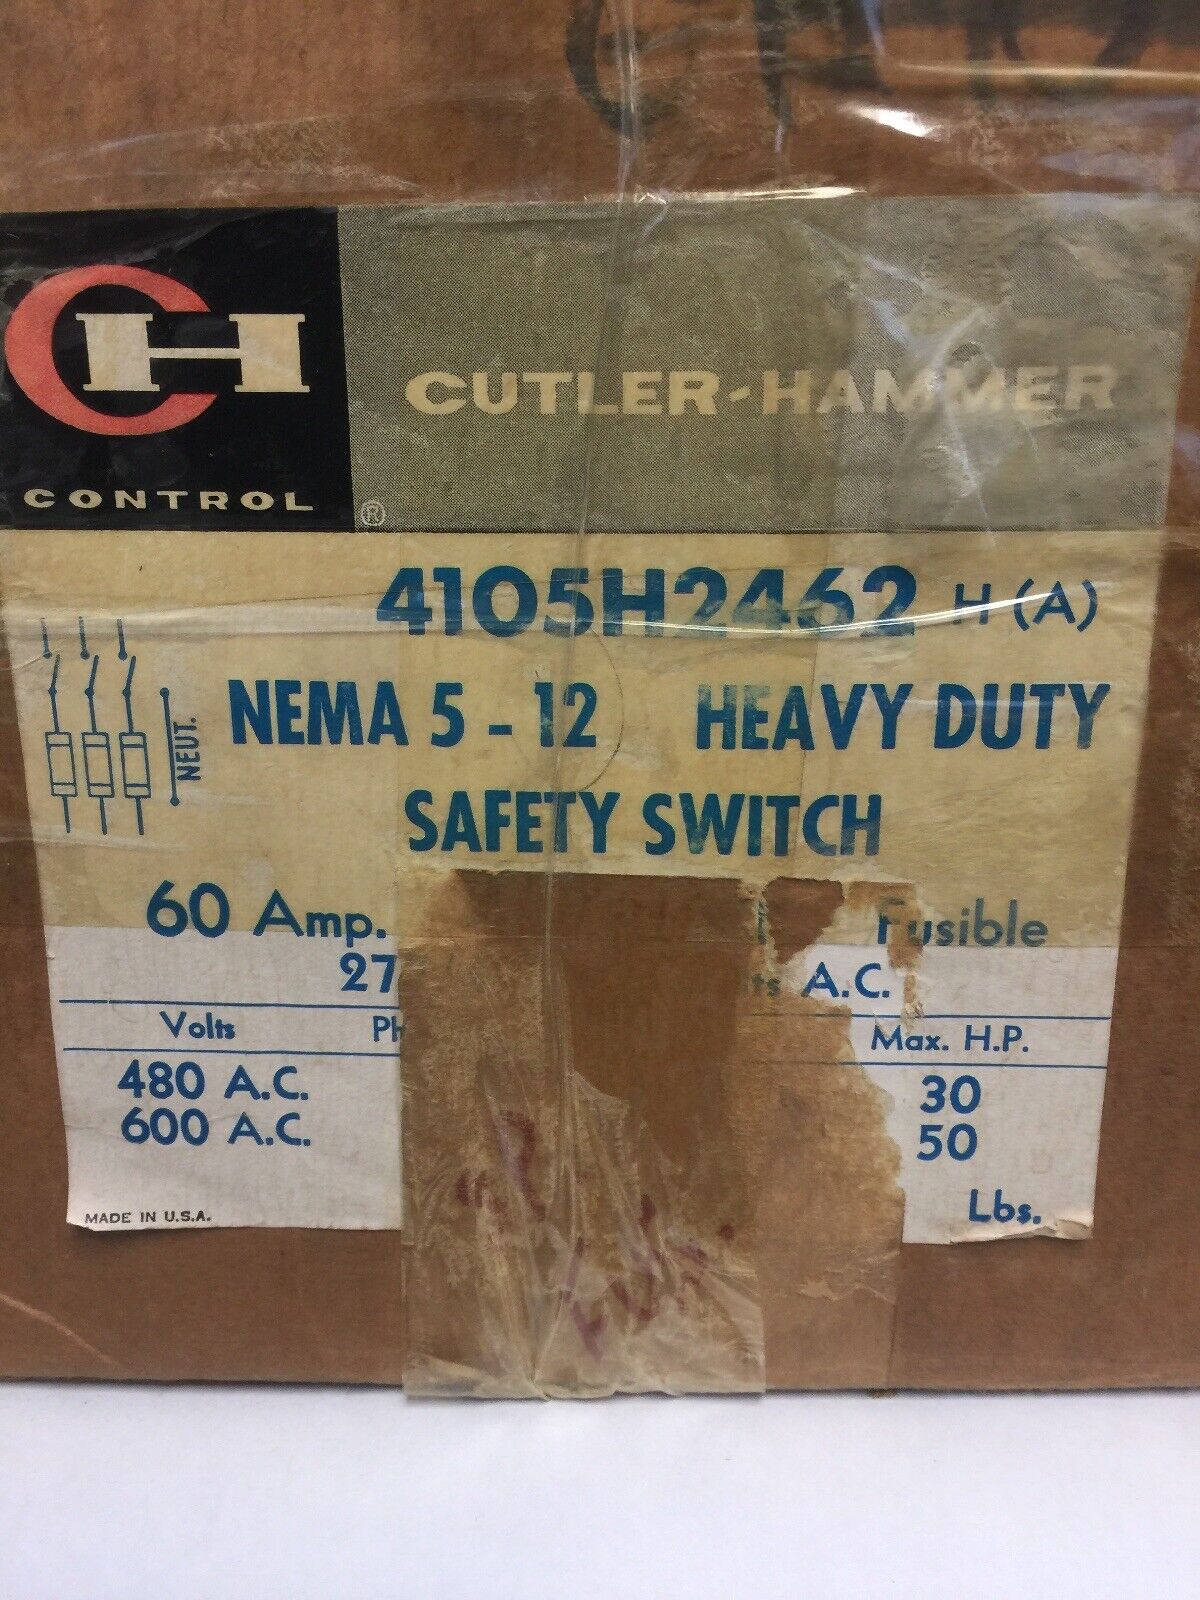 CH
CONTROL
®
CUTLER-HAMMER
4105H2462 H (A)
NEUT.
NEMA 5 - 12 HEAVY DUTY
SAFETY SWITCH
60 Amp. Fusible
A.C.
Volts Max. H.P.
480 A.C. 30
600 A.C. 50
Lbs.
MADE IN U.S.A.